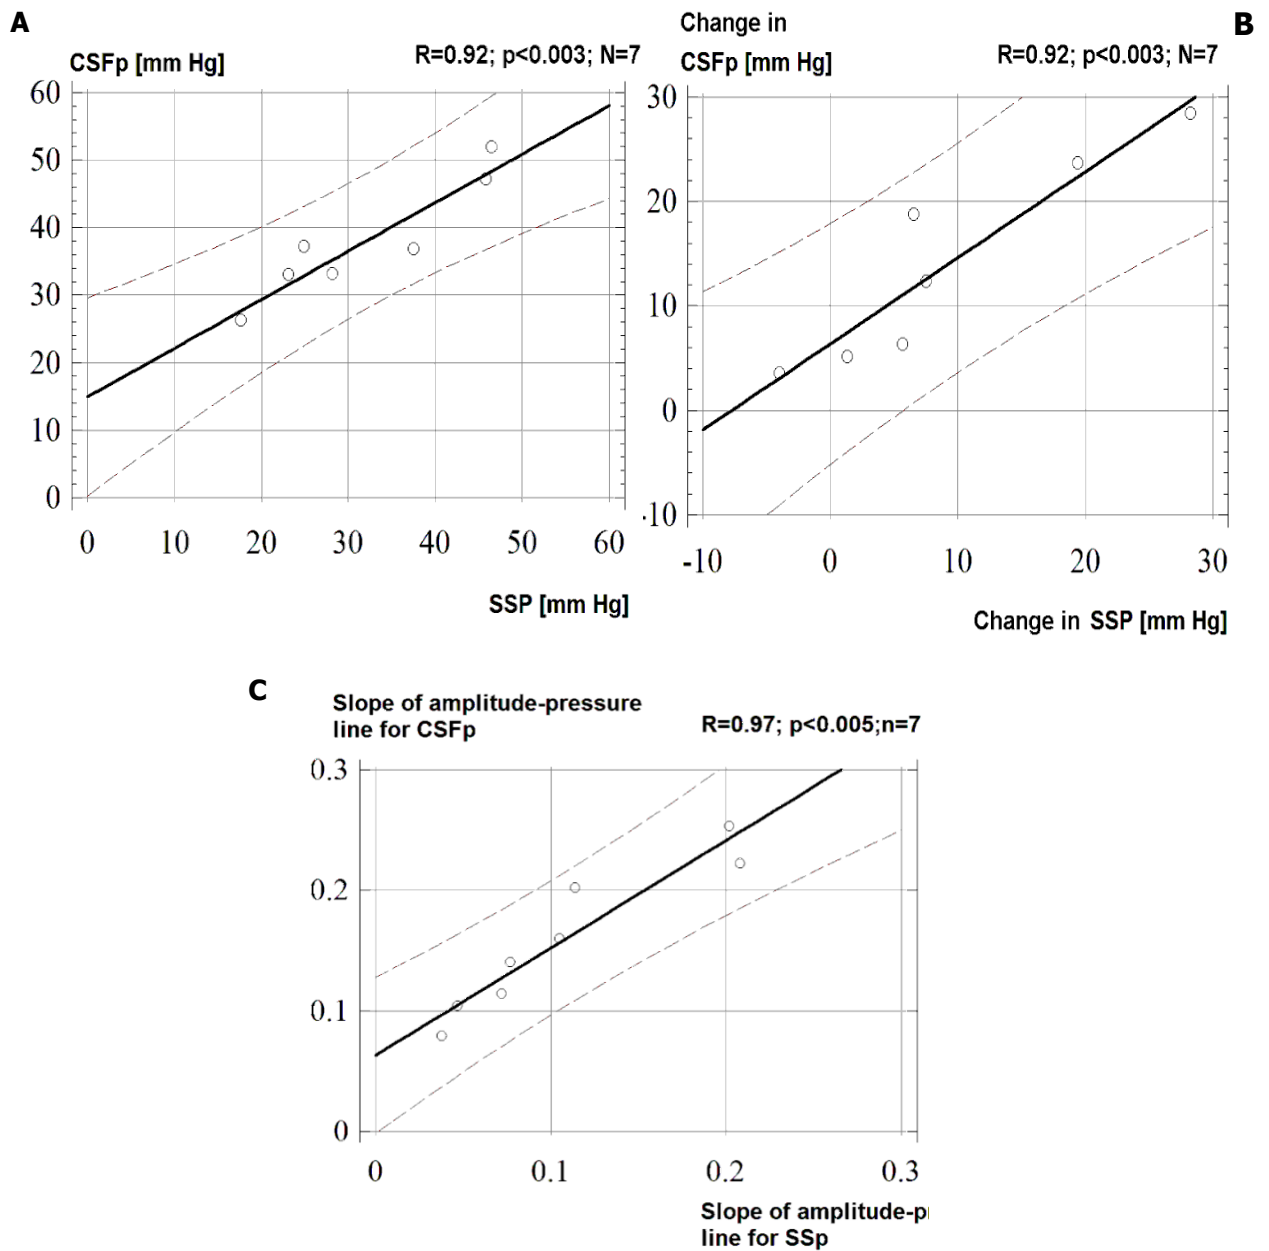 A
CSFp [mm Hg]
R=0.92; p<0.003; N=7
60
50
40
30
20
10
0
0 10 20 30 40 50 60
SSP [mm Hg]
B
Change in
CSFp [mm Hg]
R=0.92; p<0.003; N=7
30
20
10
0
-10
-10 0 10 20 30
Change in SSP [mm Hg]
C
Slope of amplitude-pressure
line for CSFp
R=0.97; p<0.005;n=7
0.3
0.2
0.1
0
0 0.1 0.2 0.3
Slope of amplitude-p
line for SSp